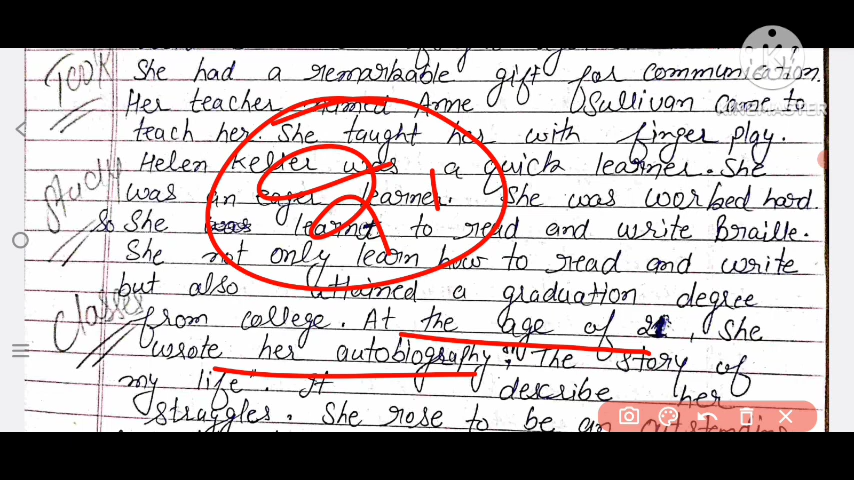 She had a remarkable gift for communication.
Her teacher named Anne Sullivan came to
teach her. She taught her with finger play.
Helen Keller was a quick learner. She
was an eager learner. She was worked hard.
So She was learnt to read and write Braille.
She not only learn how to read and write
but also attained a graduation degree
from college. At the age of 21, She
wrote her autobiography, "The story of
my life". It describe her
struggles. She rose to be an outstanding
Took
Study
Classes
KINEMASTER